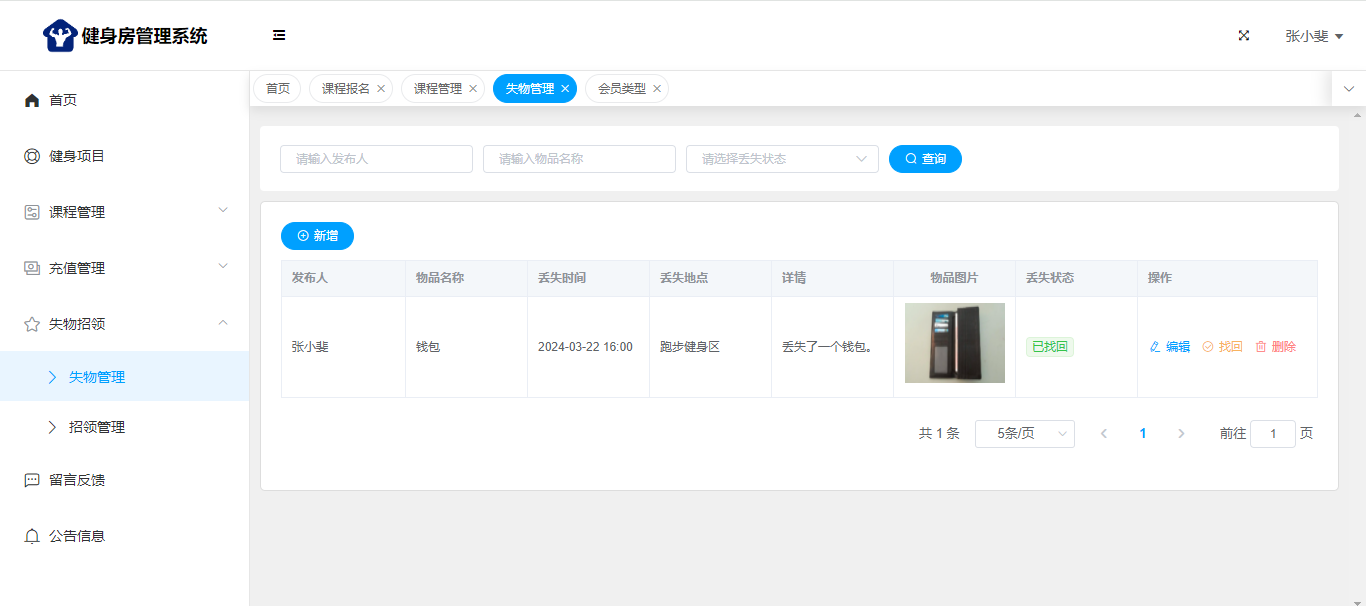 健身房管理系统
张小斐
首页
健身项目
课程管理
充值管理
失物招领
失物管理
招领管理
留言反馈
公告信息
首页 课程报名 课程管理 失物管理 会员类型
请输入发布人 请输入物品名称 请选择丢失状态 查询
新增
发布人 物品名称 丢失时间 丢失地点 详情 物品图片 丢失状态 操作
张小斐 钱包 2024-03-22 16:00 跑步健身区 丢失了一个钱包。 已找回 编辑 找回 删除
共 1 条 5条/页 1 前往 1 页